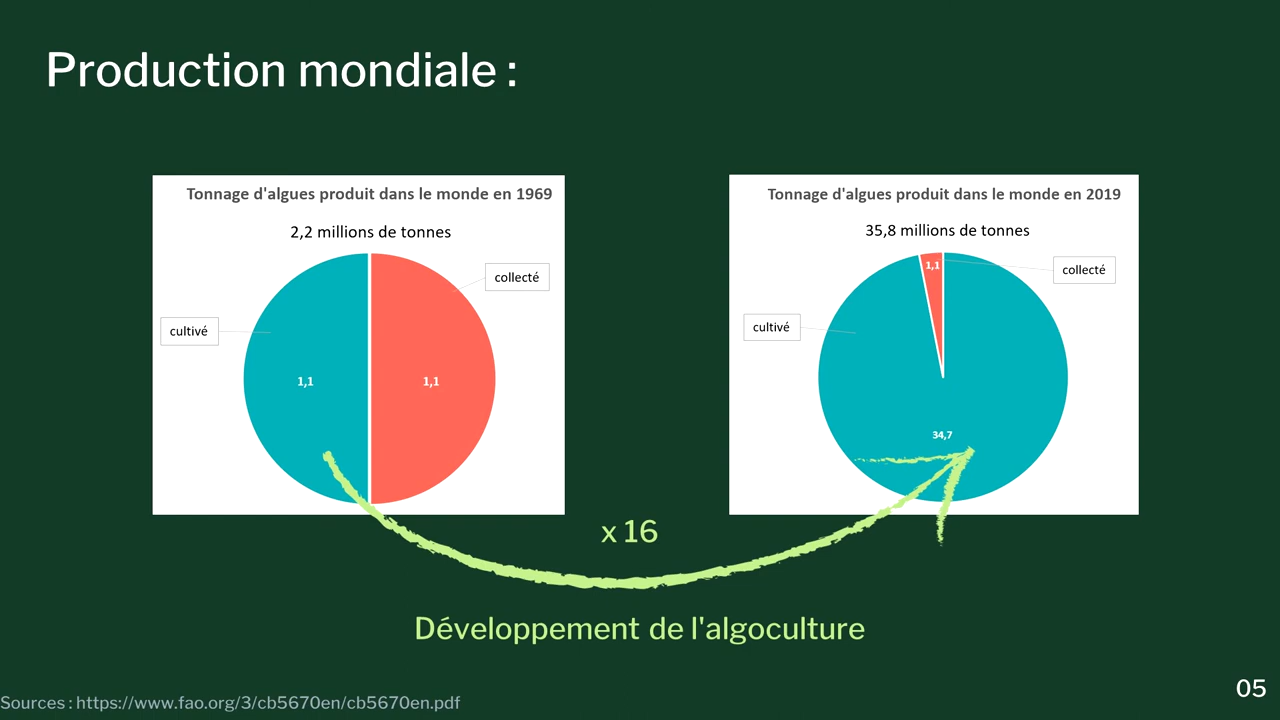 Production mondiale :
Tonnage d'algues produit dans le monde en 1969
2,2 millions de tonnes
collecté
cultivé
1,1
1,1
Tonnage d'algues produit dans le monde en 2019
35,8 millions de tonnes
1,1
collecté
cultivé
34,7
x 16
Développement de l'algoculture
Sources : https://www.fao.org/3/cb5670en/cb5670en.pdf
05